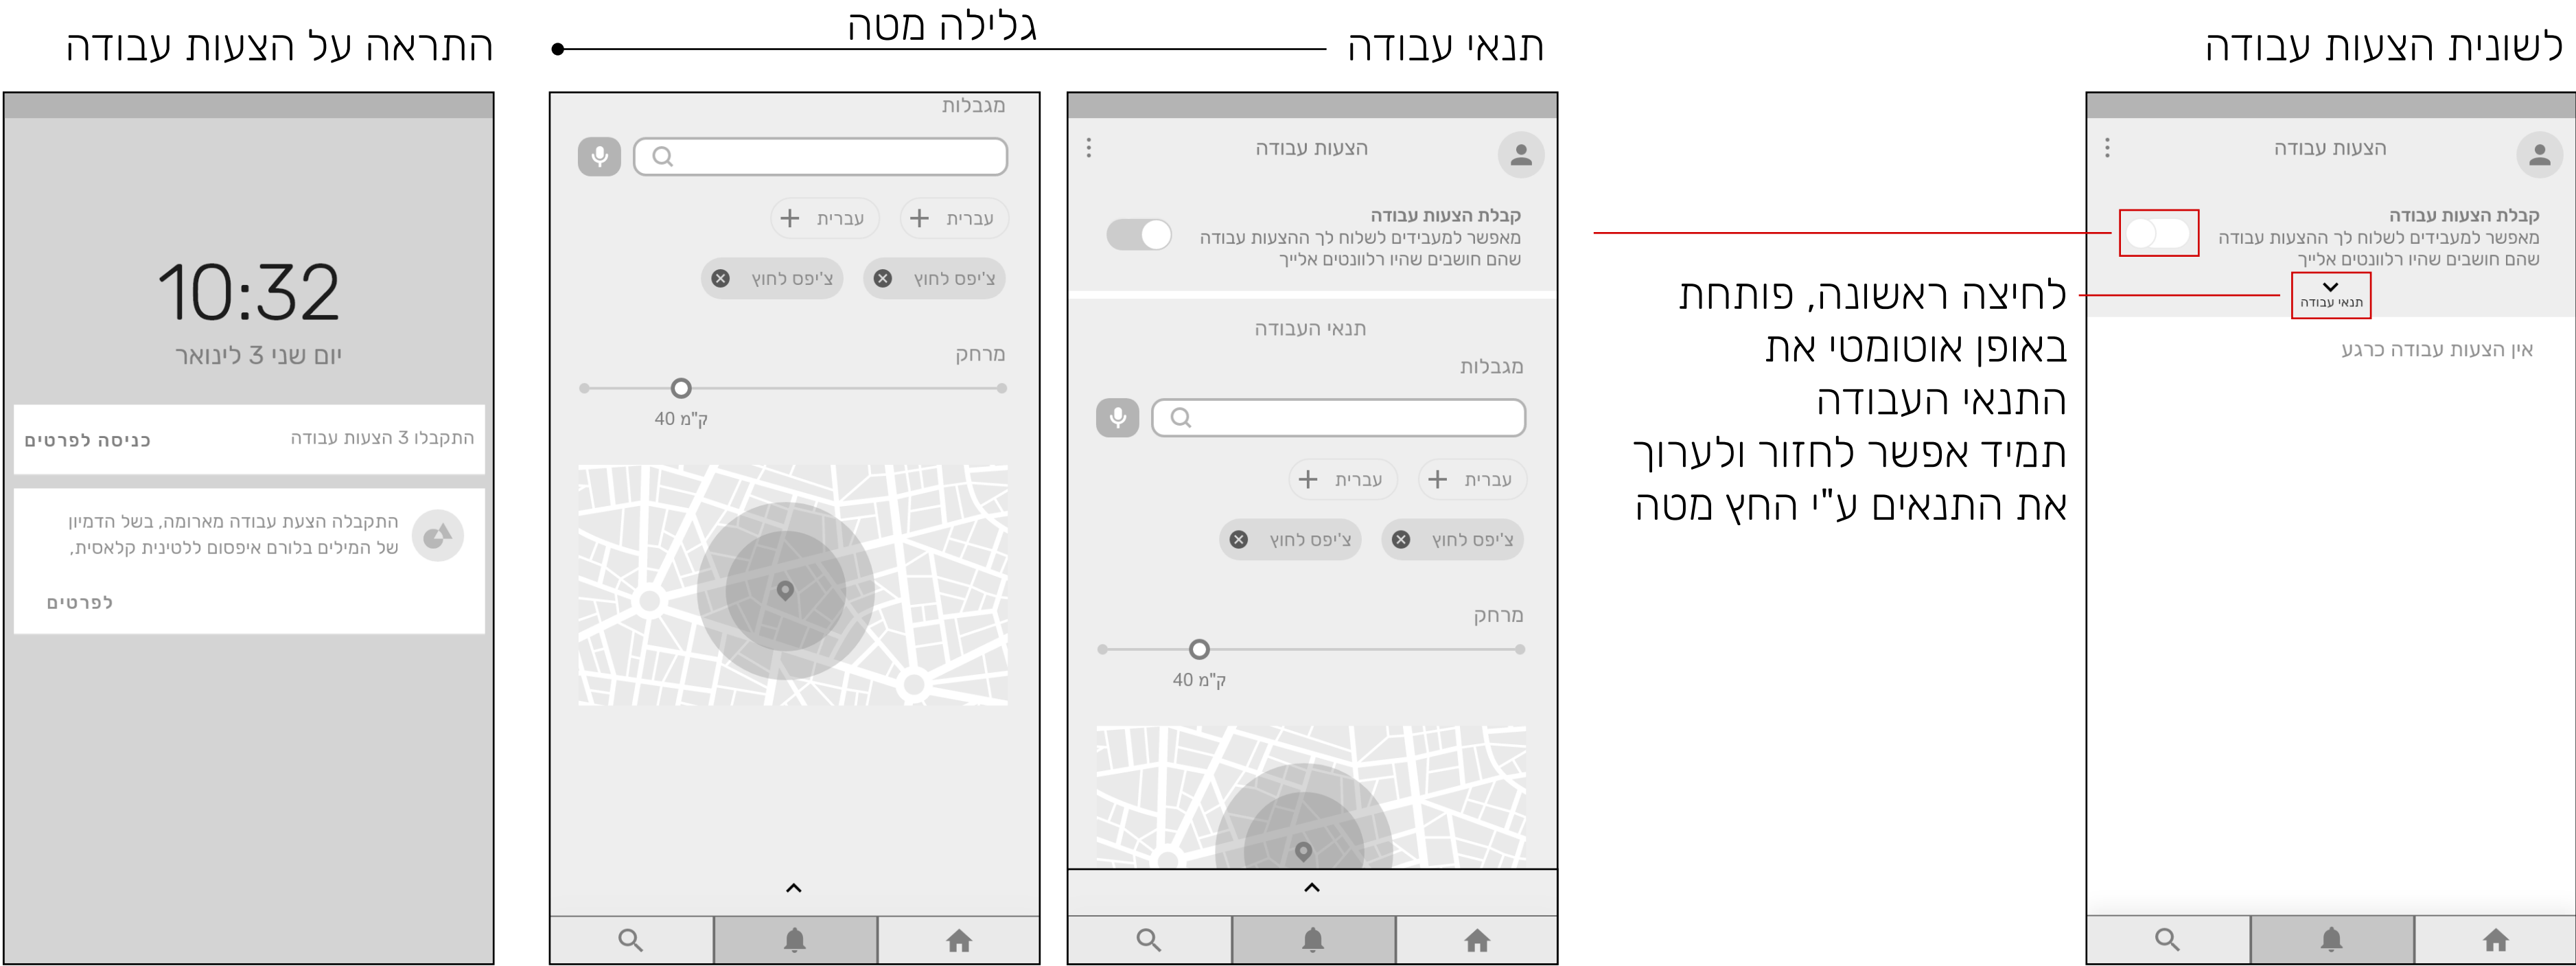 לשונית הצעות עבודה
הצעות עבודה
קבלת הצעות עבודה
מאפשר למעבידים לשלוח לך ההצעות עבודה
שהם חושבים שהיו רלוונטים אלייך
תנאי עבודה
אין הצעות עבודה כרגע
לחיצה ראשונה, פותחת
באופן אוטומטי את
התנאי העבודה
תמיד אפשר לחזור ולערוך
את התנאים ע"י החץ מטה
תנאי עבודה
גלילה מטה
הצעות עבודה
קבלת הצעות עבודה
מאפשר למעבידים לשלוח לך ההצעות עבודה
שהם חושבים שהיו רלוונטים אלייך
תנאי העבודה
מגבלות
עברית + עברית +
צ'יפס לחוץ צ'יפס לחוץ
מרחק
40 ק"מ
מגבלות
עברית + עברית +
צ'יפס לחוץ צ'יפס לחוץ
מרחק
40 ק"מ
התראה על הצעות עבודה
10:32
יום שני 3 לינואר
התקבלו 3 הצעות עבודה כניסה לפרטים
התקבלה הצעת עבודה מארומה, בשל הדמיון
של המילים בלורם איפסום ללטינית קלאסית,
לפרטים